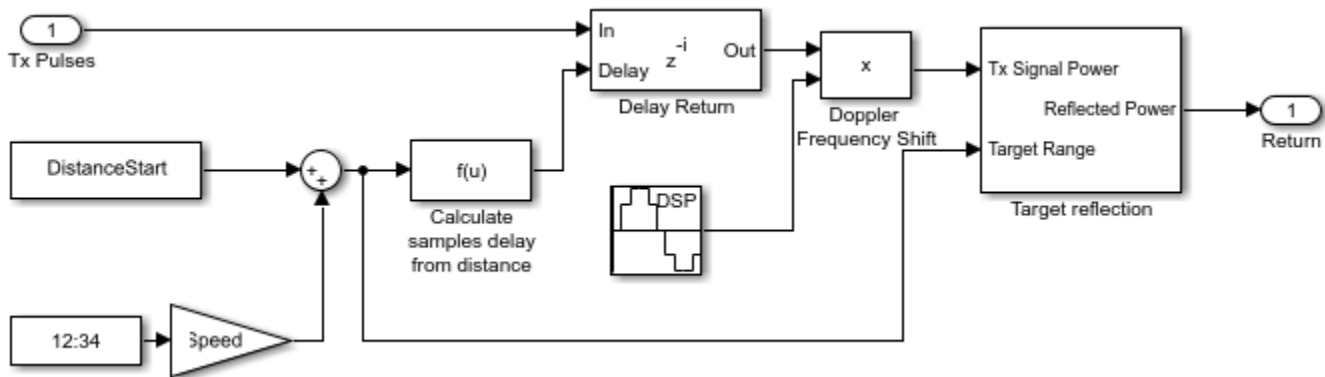 1
Tx Pulses
In
Delay
z
-i
Out
Delay Return
x
Doppler
Frequency Shift
Tx Signal Power
Reflected Power
Target Range
Target reflection
1
Return
DistanceStart
+
+
f(u)
Calculate
samples delay
from distance
DSP
12:34
Speed